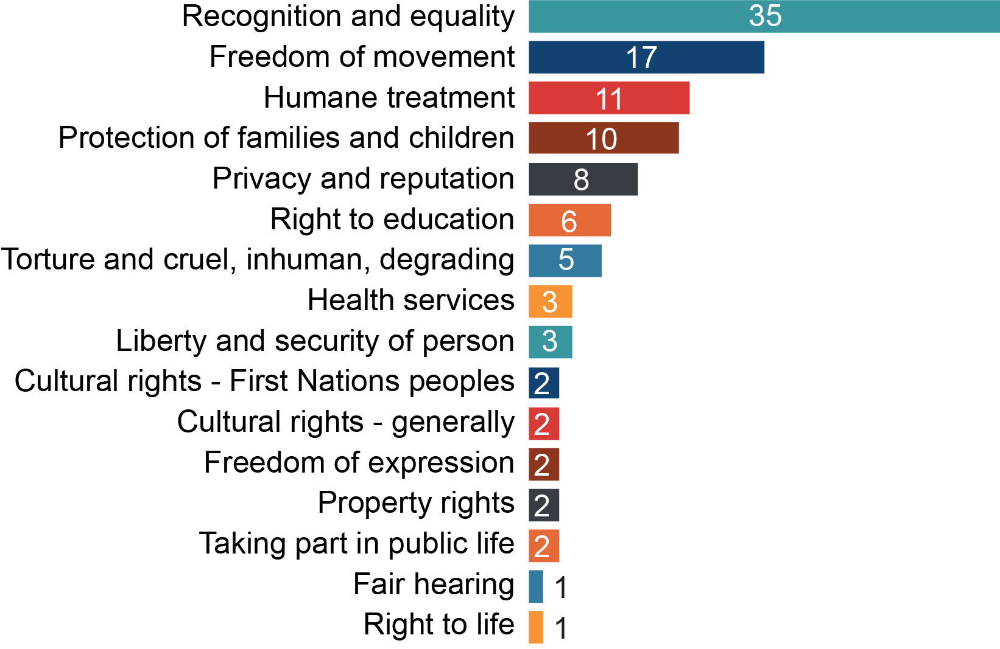 Recognition and equality 35
Freedom of movement 17
Humane treatment 11
Protection of families and children 10
Privacy and reputation 8
Right to education 6
Torture and cruel, inhuman, degrading 5
Health services 3
Liberty and security of person 3
Cultural rights - First Nations peoples 2
Cultural rights - generally 2
Freedom of expression 2
Property rights 2
Taking part in public life 2
Fair hearing 1
Right to life 1